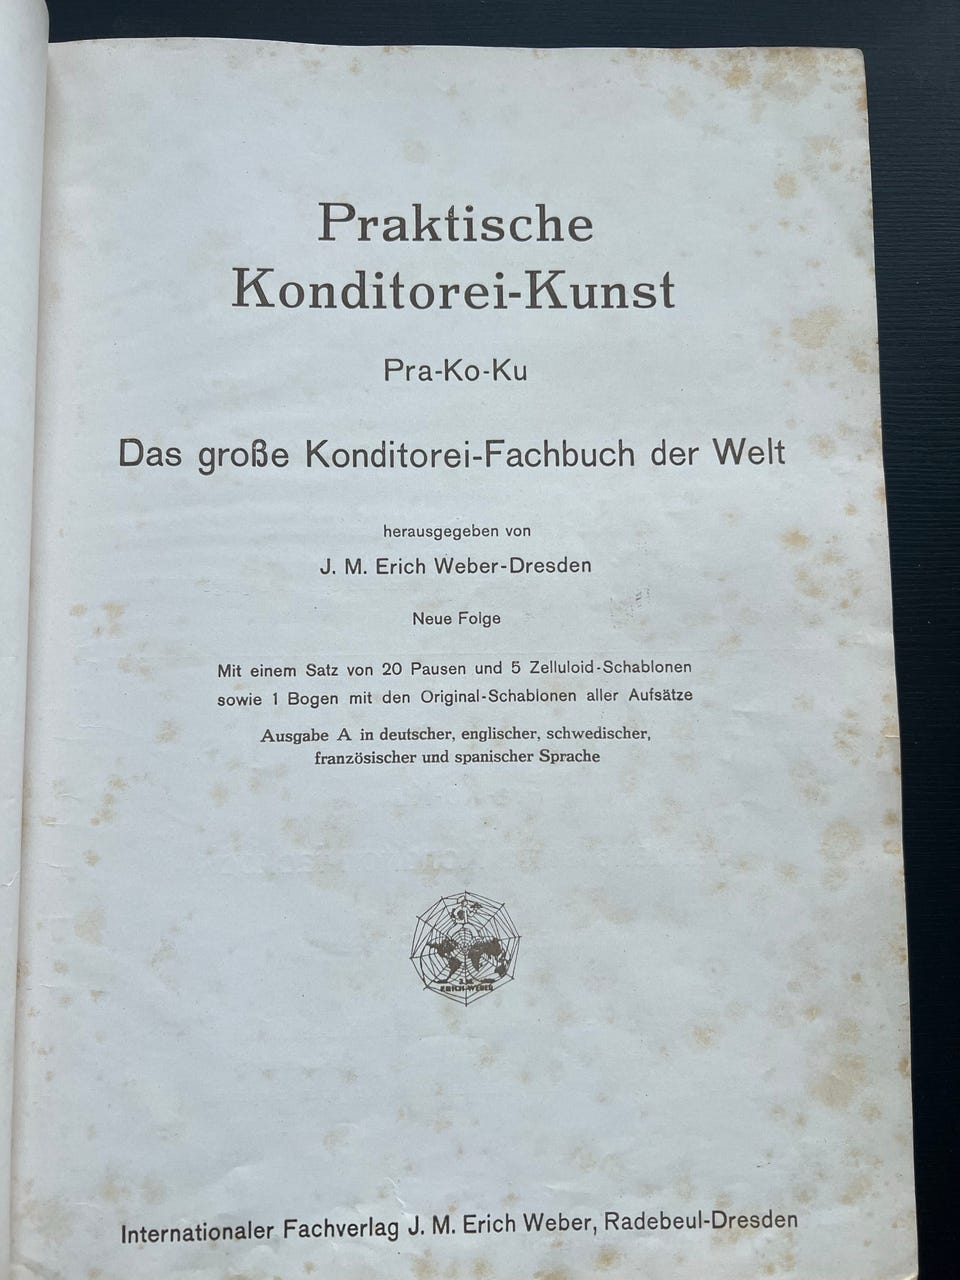 Praktische
Konditorei-Kunst
Pra-Ko-Ku
Das große Konditorei-Fachbuch der Welt
herausgegeben von
J. M. Erich Weber-Dresden
Neue Folge
Mit einem Satz von 20 Pausen und 5 Zelluloid-Schablonen
sowie 1 Bogen mit den Original-Schablonen aller Aufsätze
Ausgabe A in deutscher, englischer, schwedischer,
französischer und spanischer Sprache
J.M.
ERICH WEBER
Internationaler Fachverlag J. M. Erich Weber, Radebeul-Dresden